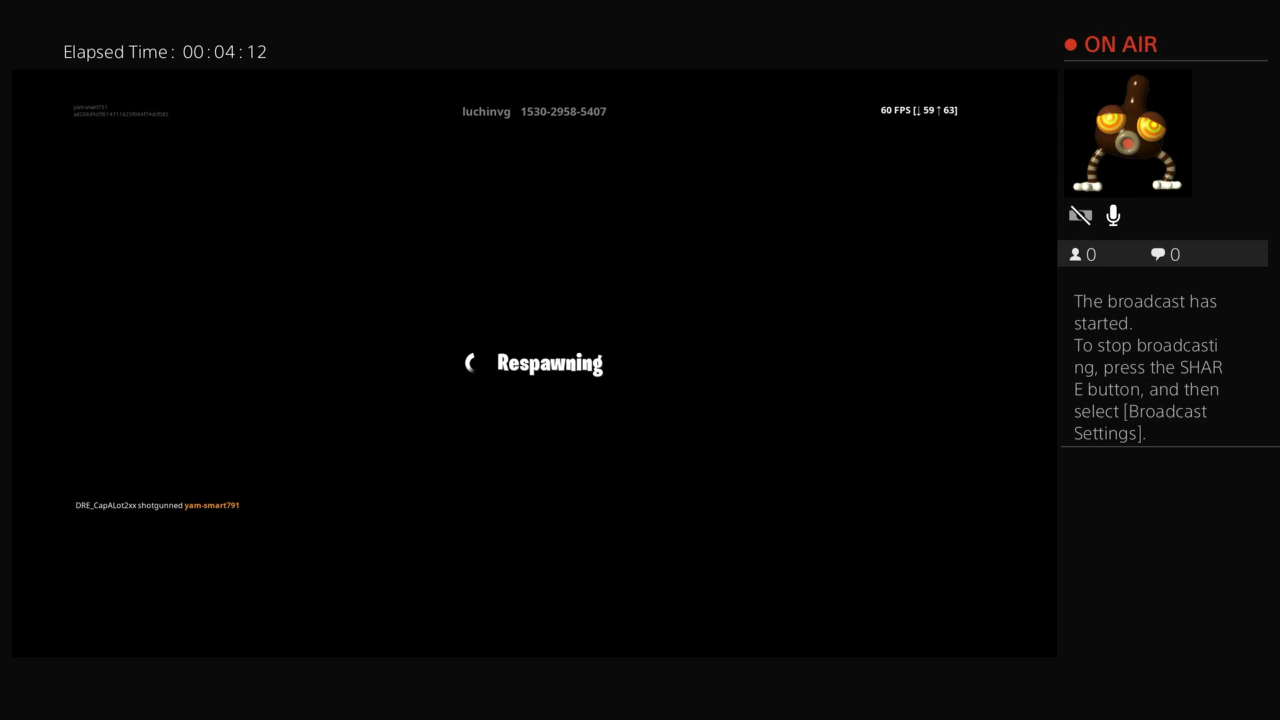 Elapsed Time: 00:04:12
ON AIR
yam-smart791
luchinvg 1530-2958-5407
60 FPS [↓ 59 ↑ 63]
0
0
The broadcast has
started.
To stop broadcasti
ng, press the SHAR
E button, and then
select [Broadcast
Settings].
Respawning
DRE_CapALot2xx shotgunned yam-smart791